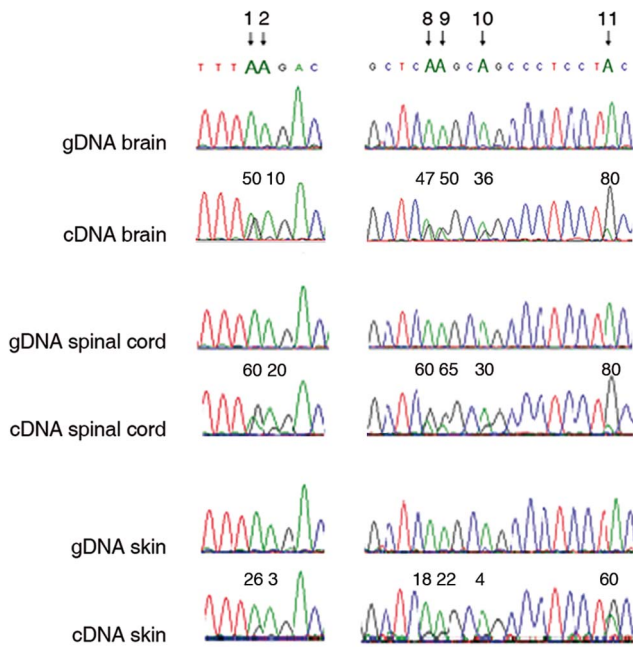 1 2 8 9 10 11
T T T A A G A C G C T C A A G C A G C C C T C C T A C
gDNA brain
50 10 47 50 36 80
cDNA brain
gDNA spinal cord
60 20 60 65 30 80
cDNA spinal cord
gDNA skin
26 3 18 22 4 60
cDNA skin